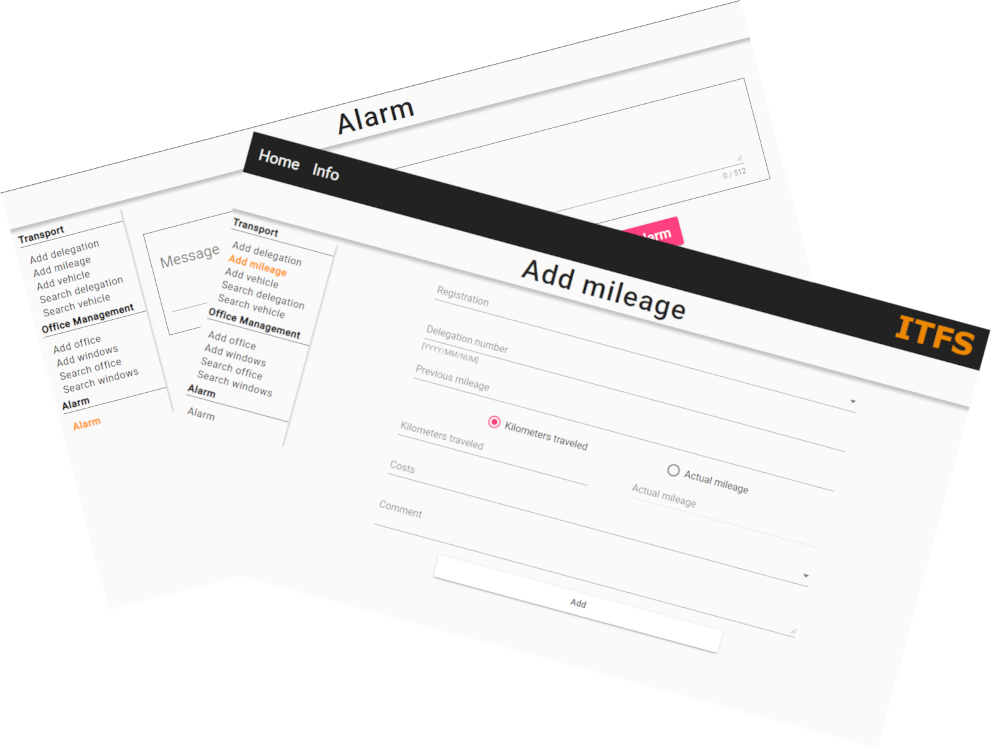 Alarm
0 / 512
Transport
Add delegation
Add mileage
Add vehicle
Search delegation
Search vehicle
Office Management
Add office
Add windows
Search office
Search windows
Alarm
Alarm
Message
Home Info
ITFS
Transport
Add delegation
Add mileage
Add vehicle
Search delegation
Search vehicle
Office Management
Add office
Add windows
Search office
Search windows
Alarm
Alarm
Add mileage
Registration
Delegation number
[YYYY/MM/NUM]
Previous mileage
Kilometers traveled
Actual mileage
Kilometers traveled
Actual mileage
Costs
Comment
Add